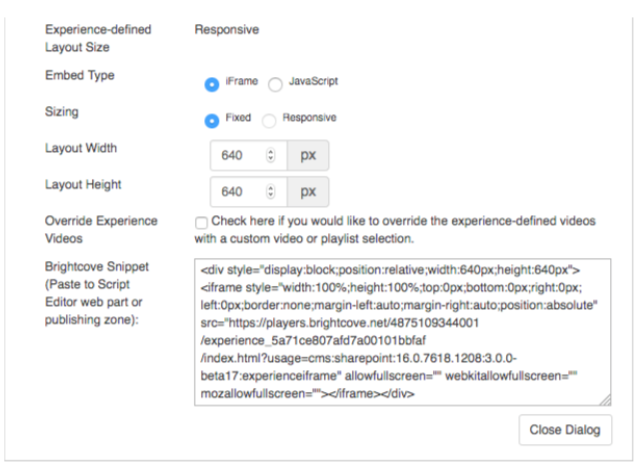 Experience-defined Layout Size
Responsive
Embed Type
iFrame
JavaScript
Sizing
Fixed
Responsive
Layout Width
640
px
Layout Height
640
px
Override Experience Videos
Check here if you would like to override the experience-defined videos
with a custom video or playlist selection.
Brightcove Snippet
(Paste to Script
Editor web part or
publishing zone):
<div style="display:block;position:relative;width:640px;height:640px">
<iframe style="width:100%;height:100%;top:0px;bottom:0px;right:0px;
left:0px;border:none;margin-left:auto;margin-right:auto;position:absolute"
src="https://players.brightcove.net/4875109344001
/experience_5a71ce807afd7a00101bbfaf
/index.html?usage=cms:sharepoint:16.0.7618.1208:3.0.0-
beta17:experienceiframe" allowfullscreen="" webkitallowfullscreen=""
mozallowfullscreen=""></iframe></div>
Close Dialog